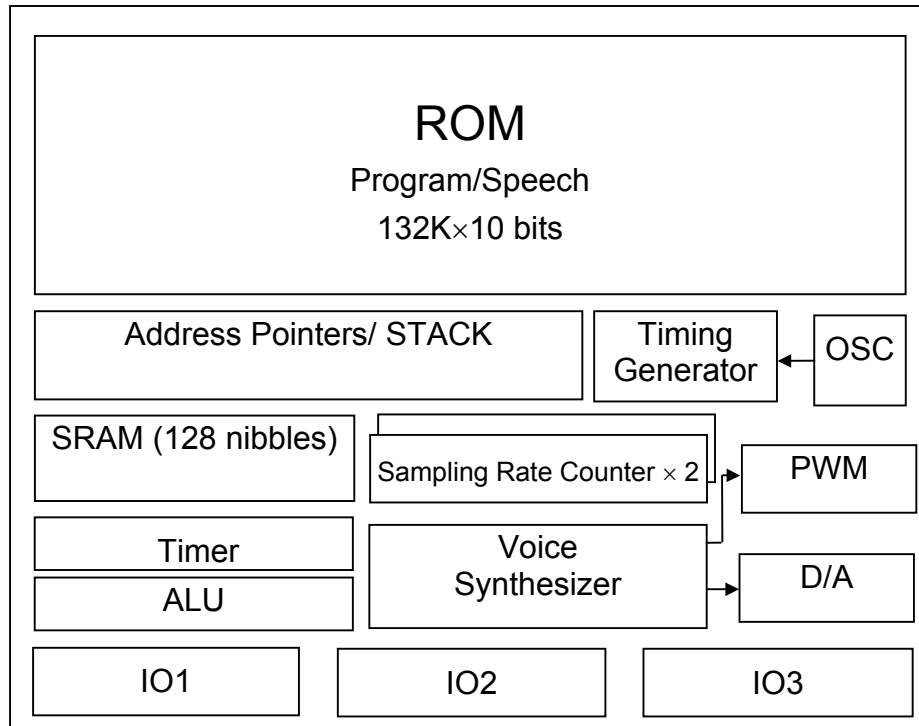 ROM
Program/Speech
132K×10 bits
Address Pointers/ STACK
Timing
Generator
OSC
SRAM (128 nibbles)
Sampling Rate Counter × 2
PWM
Timer
Voice
Synthesizer
D/A
ALU
IO1
IO2
IO3